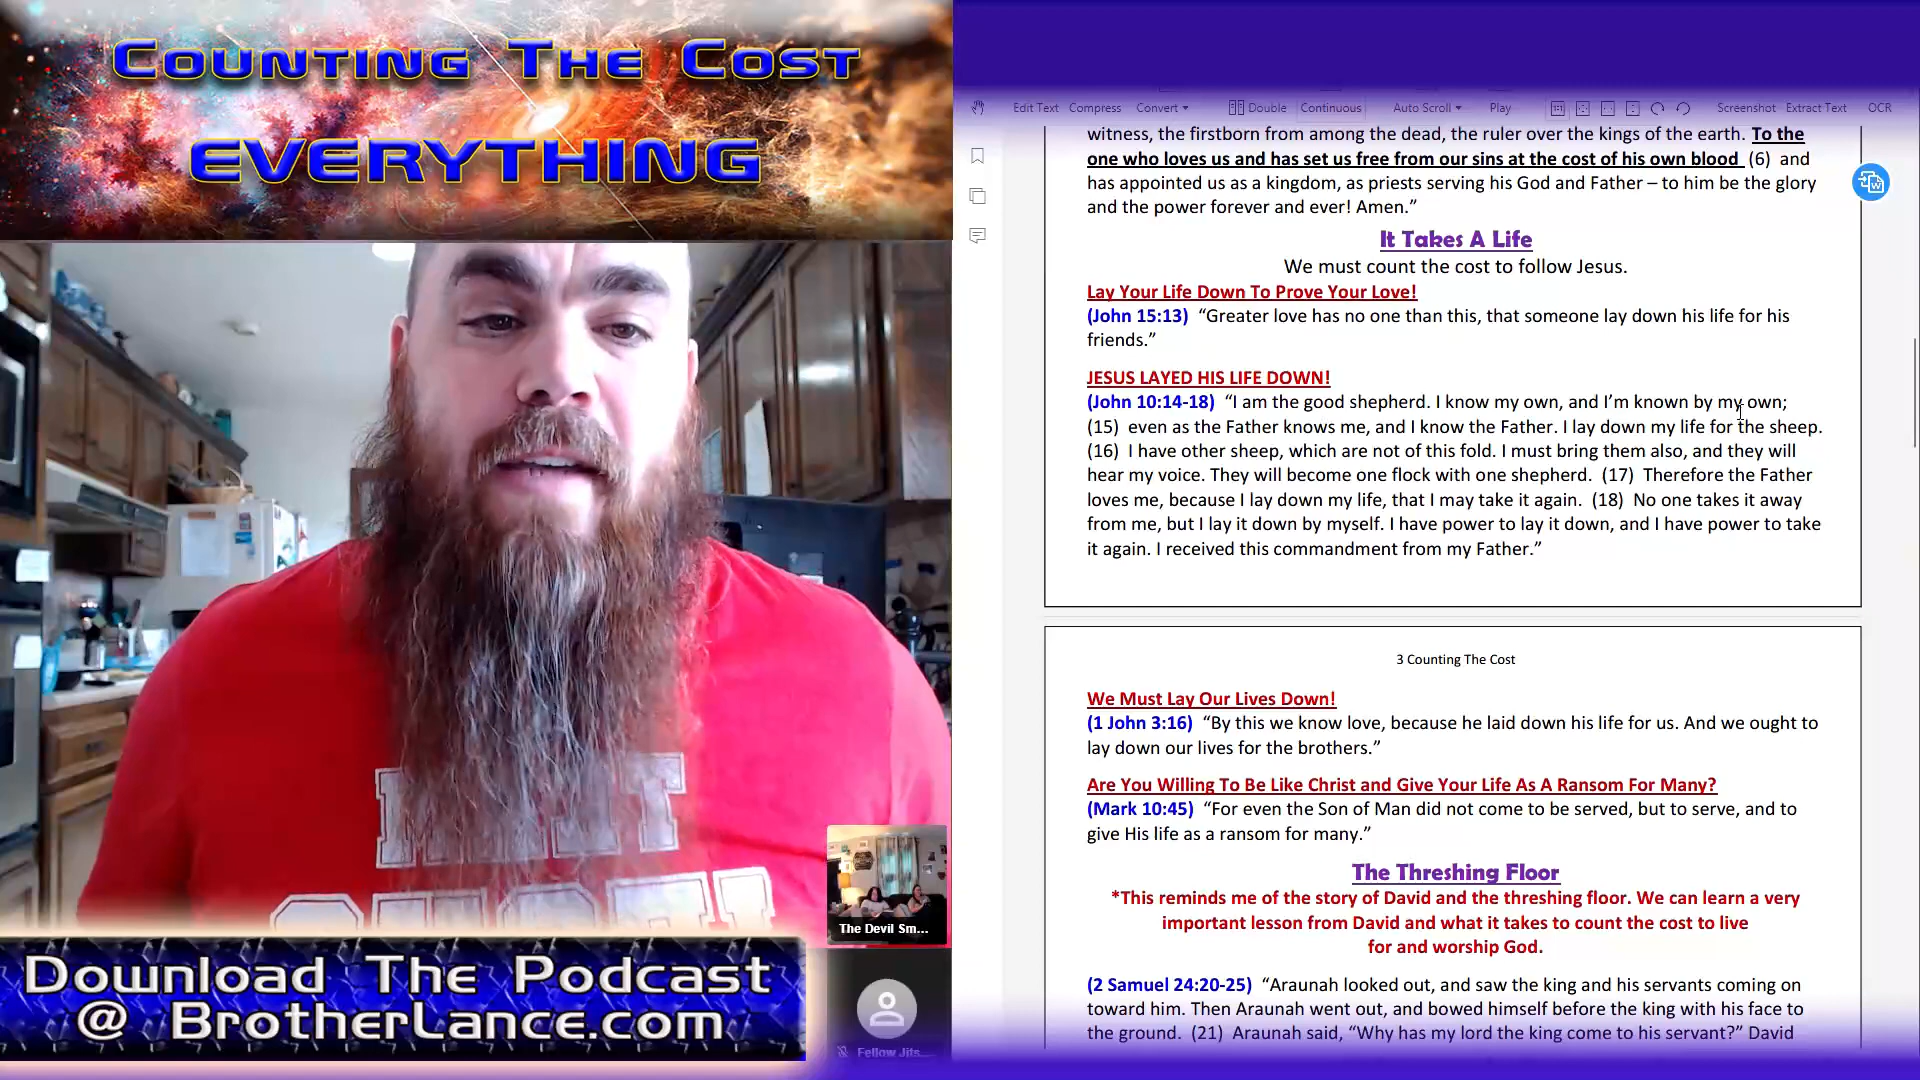 Counting The Cost
EVERYTHING
Edit Text Compress Convert Double Continuous Auto Scroll Play Screenshot Extract Text OCR
witness, the firstborn from among the dead, the ruler over the kings of the earth. To the
one who loves us and has set us free from our sins at the cost of his own blood (6) and
has appointed us as a kingdom, as priests serving his God and Father – to him be the glory
and the power forever and ever! Amen.”
It Takes A Life
We must count the cost to follow Jesus.
Lay Your Life Down To Prove Your Love!
(John 15:13) “Greater love has no one than this, that someone lay down his life for his
friends.”
JESUS LAYED HIS LIFE DOWN!
(John 10:14-18) “I am the good shepherd. I know my own, and I’m known by my own;
(15) even as the Father knows me, and I know the Father. I lay down my life for the sheep.
(16) I have other sheep, which are not of this fold. I must bring them also, and they will
hear my voice. They will become one flock with one shepherd. (17) Therefore the Father
loves me, because I lay down my life, that I may take it again. (18) No one takes it away
from me, but I lay it down by myself. I have power to lay it down, and I have power to take
it again. I received this commandment from my Father.”
3 Counting The Cost
We Must Lay Our Lives Down!
(1 John 3:16) “By this we know love, because he laid down his life for us. And we ought to
lay down our lives for the brothers.”
Are You Willing To Be Like Christ and Give Your Life As A Ransom For Many?
(Mark 10:45) “For even the Son of Man did not come to be served, but to serve, and to
give His life as a ransom for many.”
The Threshing Floor
*This reminds me of the story of David and the threshing floor. We can learn a very
important lesson from David and what it takes to count the cost to live
for and worship God.
(2 Samuel 24:20-25) “Araunah looked out, and saw the king and his servants coming on
toward him. Then Araunah went out, and bowed himself before the king with his face to
the ground. (21) Araunah said, “Why has my lord the king come to his servant?” David
The Devil Sm...
Fellow Jits...
Download The Podcast
@ BrotherLance.com